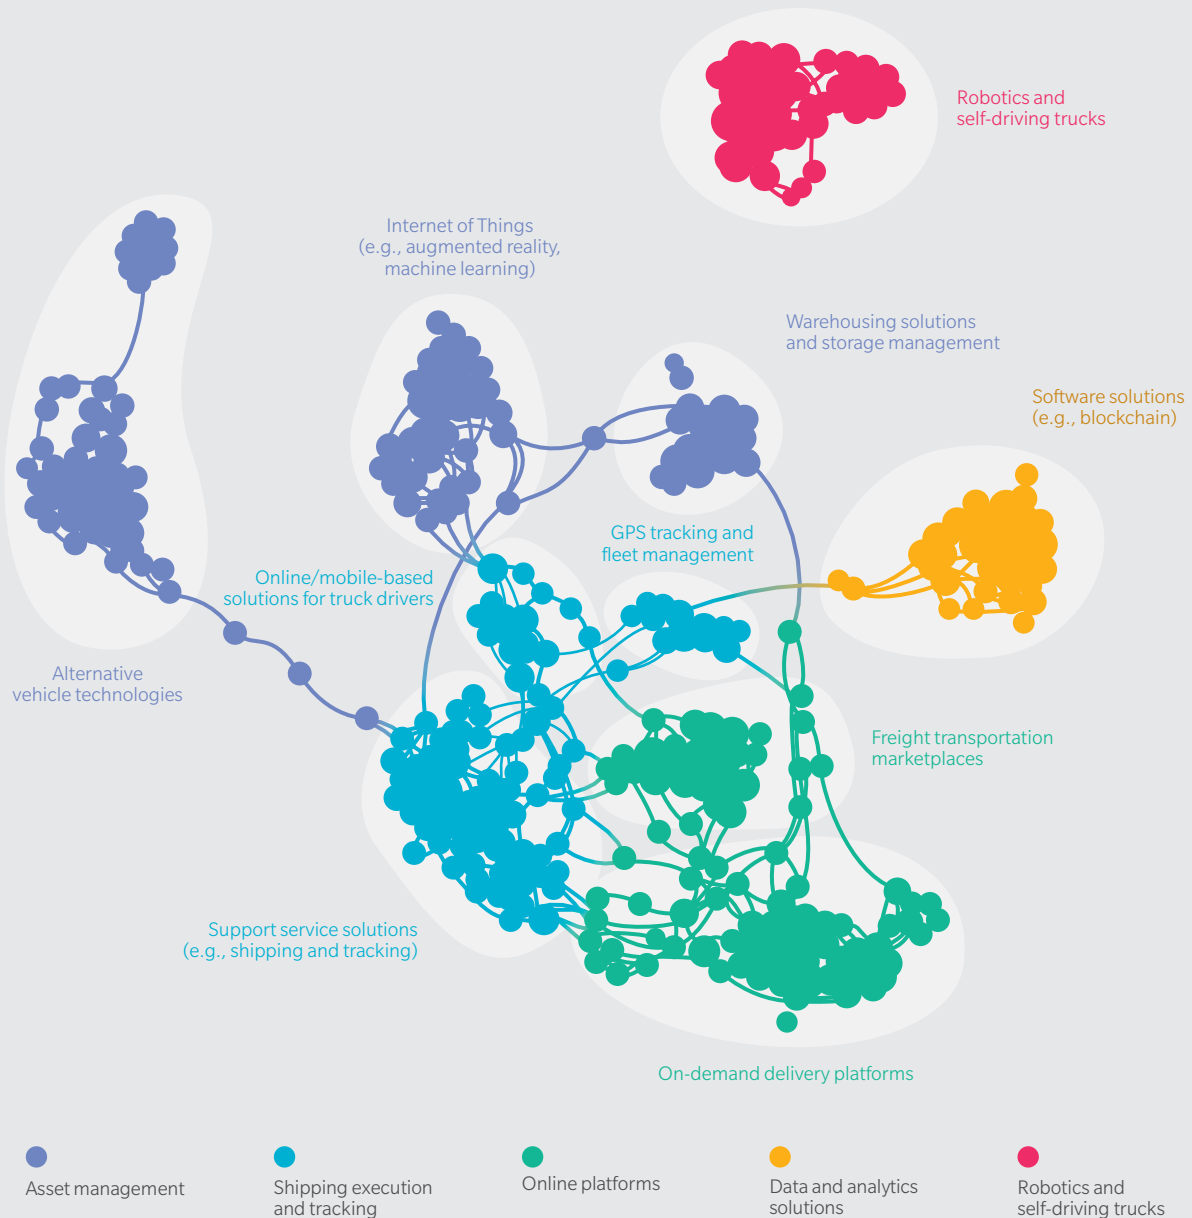 Robotics and
self-driving trucks
Internet of Things
(e.g., augmented reality,
machine learning)
Warehousing solutions
and storage management
Software solutions
(e.g., blockchain)
GPS tracking and
fleet management
Online/mobile-based
solutions for truck drivers
Alternative
vehicle technologies
Freight transportation
marketplaces
Support service solutions
(e.g., shipping and tracking)
On-demand delivery platforms
Asset management
Shipping execution
and tracking
Online platforms
Data and analytics
solutions
Robotics and
self-driving trucks